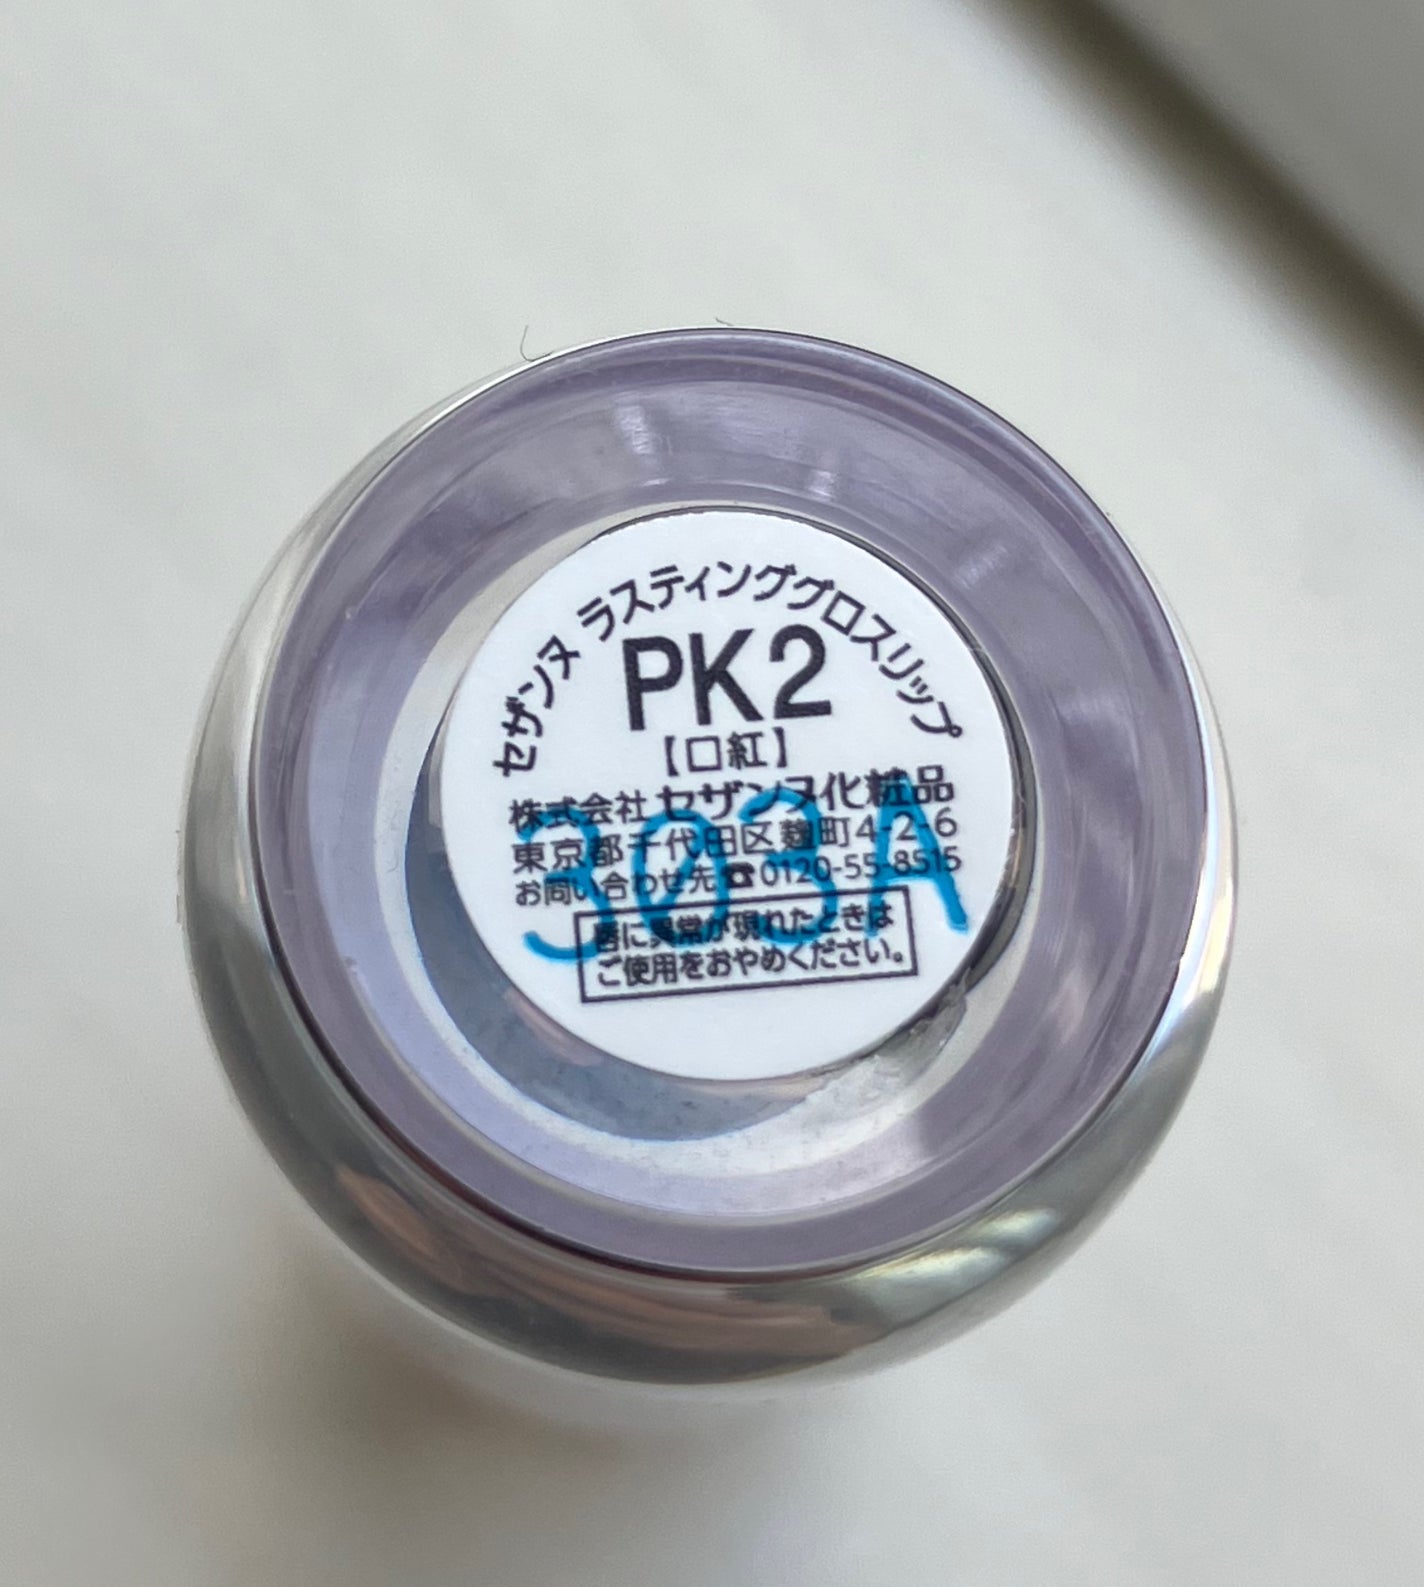 セザンヌ ラスティンググロスリップ
PK2
【口紅】
株式会社 セザンヌ化粧品
東京都千代田区麹町4-2-6
お問い合わせ先☎0120-55-8515
303A
唇に異常が現れたときは
ご使用をおやめください。